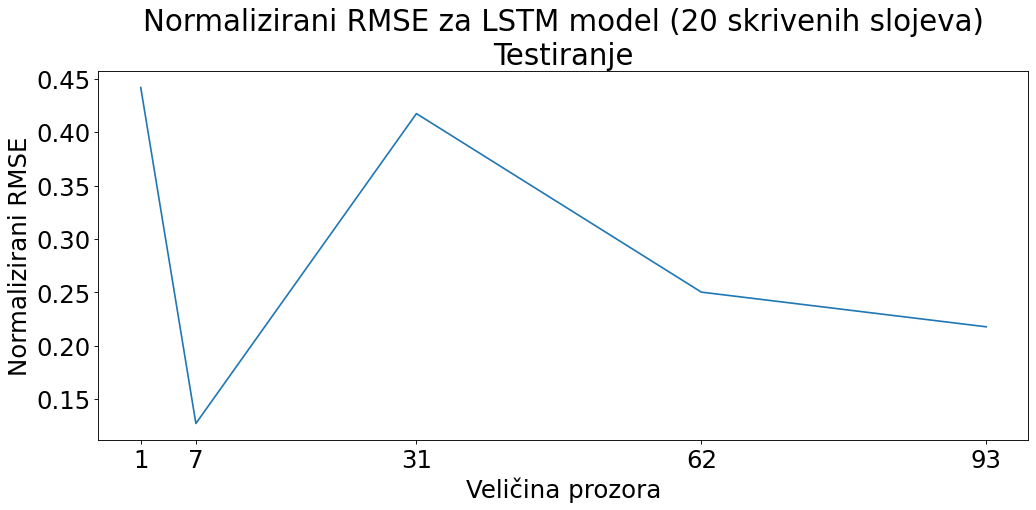 Normalizirani RMSE za LSTM model (20 skrivenih slojeva)
Testiranje
Normalizirani RMSE
0.45
0.40
0.35
0.30
0.25
0.20
0.15
1 7 31 62 93
Veličina prozora